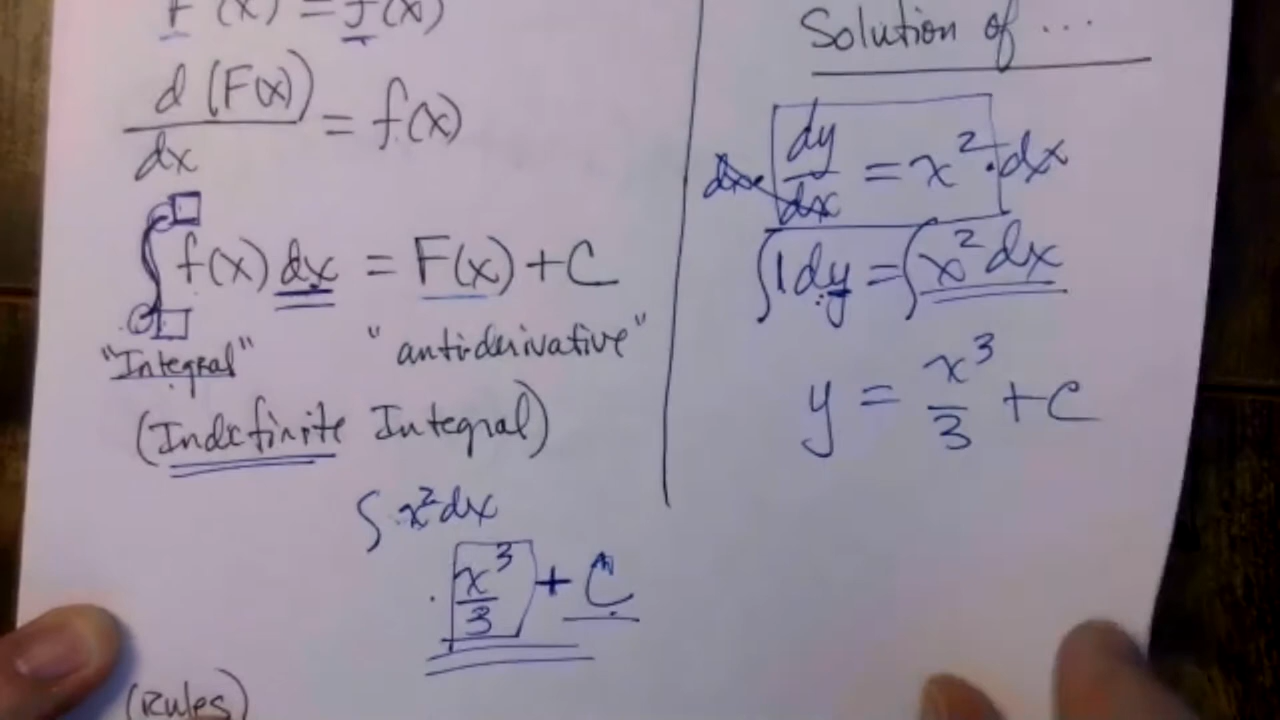 F'(x) = f(x)
d(F(x))/dx = f(x)
∫ f(x) dx = F(x) + C
"Integral" "antiderivative"
(Indefinite Integral)
∫ x² dx
x³/3 + C
(Rules)
Solution of ...
dx · dy/dx = x² · dx
∫ 1 dy = ∫ x² dx
y = x³/3 + C